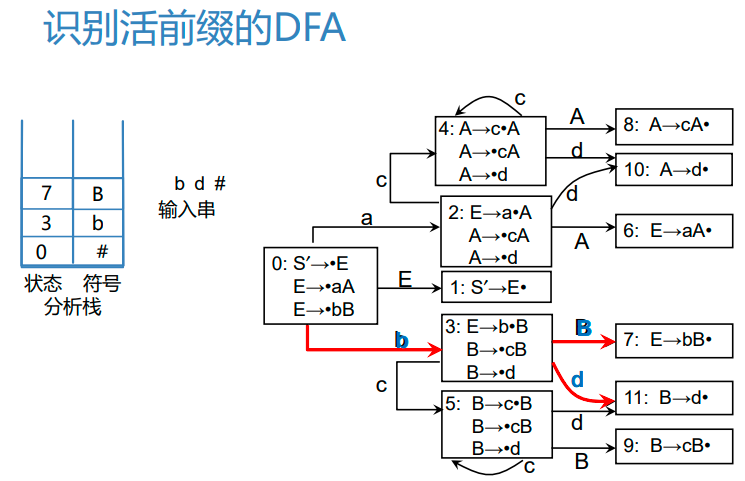 识别活前缀的DFA
7 B
3 b
0 #
状态 符号
分析栈
b d #
输入串
0: S′→•E
E→•aA
E→•bB
a
E
b
c
2: E→a•A
A→•cA
A→•d
1: S′→E•
3: E→b•B
B→•cB
B→•d
c
4: A→c•A
A→•cA
A→•d
c
5: B→c•B
B→•cB
B→•d
c
A
d
d
A
B
d
d
B
8: A→cA•
10: A→d•
6: E→aA•
7: E→bB•
11: B→d•
9: B→cB•